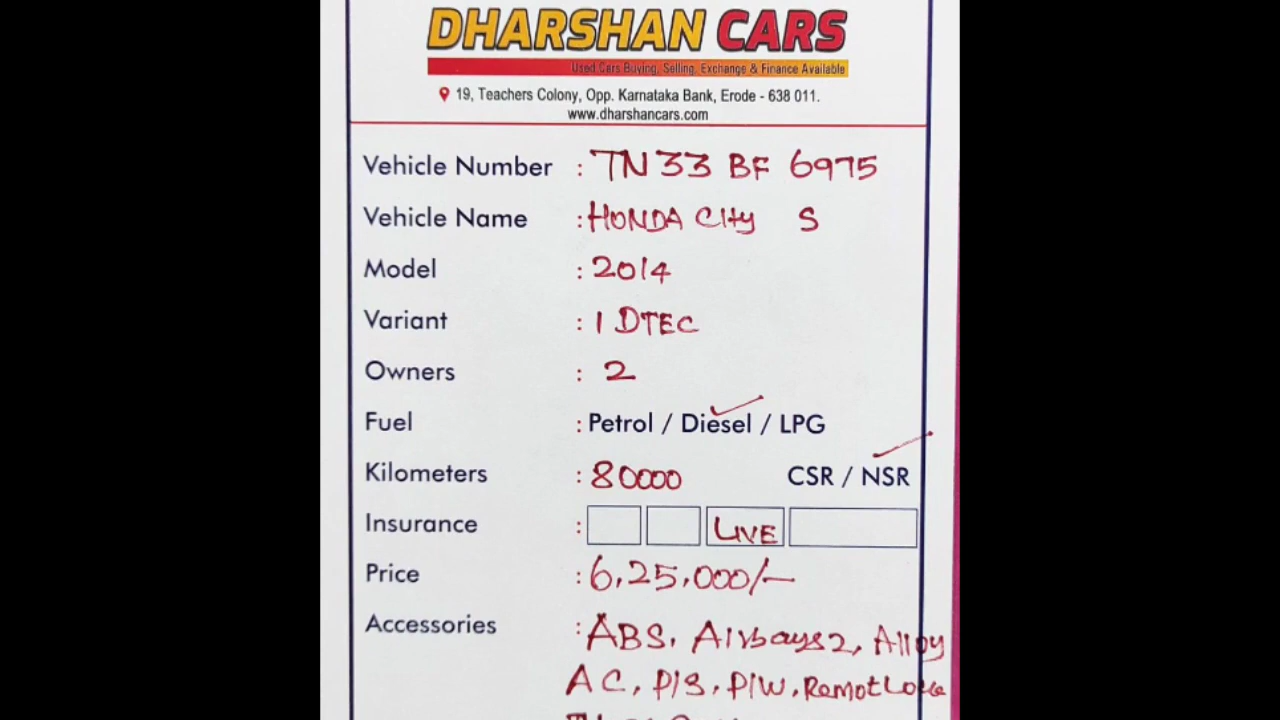 DHARSHAN CARS
Used Cars Buying, Selling, Exchange & Finance Available
19, Teachers Colony, Opp. Karnataka Bank, Erode - 638 011.
www.dharshancars.com
Vehicle Number : TN 33 BF 6975
Vehicle Name : HONDA City S
Model : 2014
Variant : I DTEC
Owners : 2
Fuel : Petrol / Diesel / LPG
Kilometers : 80000 CSR / NSR
Insurance : LIVE
Price : 6,25,000/-
Accessories : ABS, Airbags 2, Alloy
AC, P/S, P/W, Remot Loke